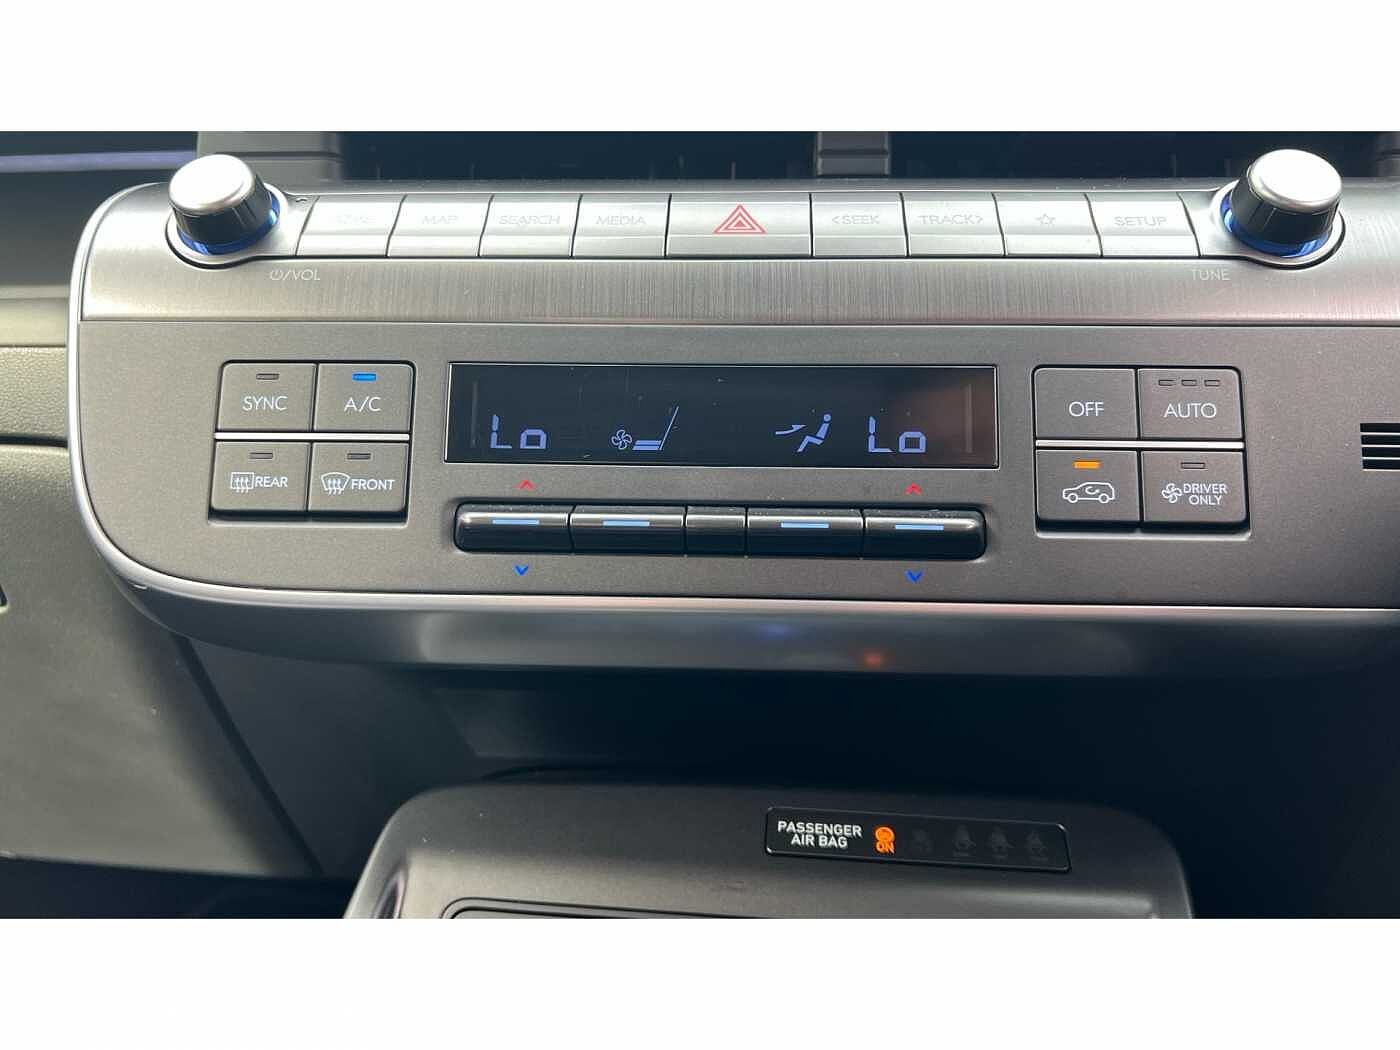 MAP
SEARCH
MEDIA
<SEEK
TRACK>
SETUP
/VOL
TUNE
SYNC
A/C
REAR
FRONT
Lo
Lo
OFF
AUTO
DRIVER
ONLY
PASSENGER
AIR BAG
ON